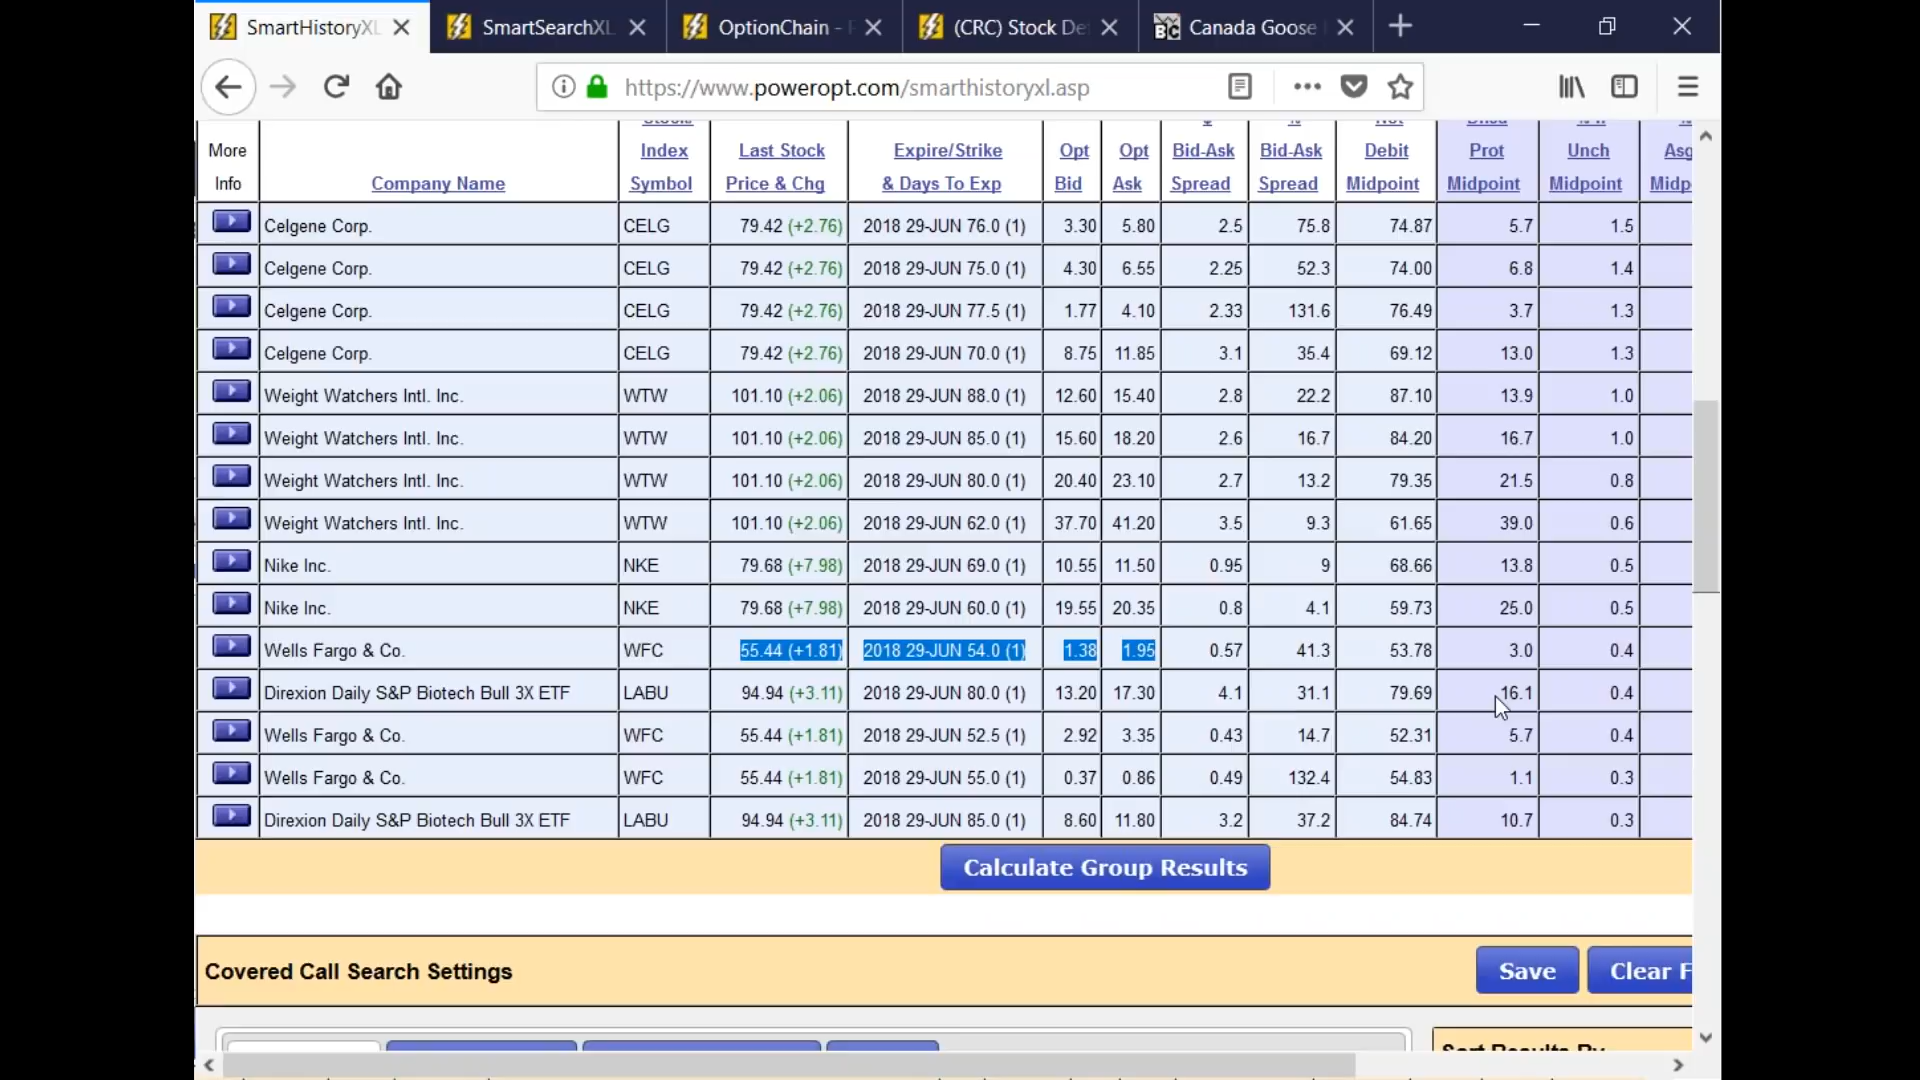 SmartHistoryXL
SmartSearchXL
OptionChain -
(CRC) Stock De
Canada Goose
https://www.poweropt.com/smarthistoryxl.asp
More Info
Company Name
Index Symbol
Last Stock Price & Chg
Expire/Strike & Days To Exp
Opt Bid
Opt Ask
Bid-Ask Spread
Bid-Ask Spread
Debit Midpoint
Prot Midpoint
Unch Midpoint
Celgene Corp. CELG 79.42 (+2.76) 2018 29-JUN 76.0 (1) 3.30 5.80 2.5 75.8 74.87 5.7 1.5
Celgene Corp. CELG 79.42 (+2.76) 2018 29-JUN 75.0 (1) 4.30 6.55 2.25 52.3 74.00 6.8 1.4
Celgene Corp. CELG 79.42 (+2.76) 2018 29-JUN 77.5 (1) 1.77 4.10 2.33 131.6 76.49 3.7 1.3
Celgene Corp. CELG 79.42 (+2.76) 2018 29-JUN 70.0 (1) 8.75 11.85 3.1 35.4 69.12 13.0 1.3
Weight Watchers Intl. Inc. WTW 101.10 (+2.06) 2018 29-JUN 88.0 (1) 12.60 15.40 2.8 22.2 87.10 13.9 1.0
Weight Watchers Intl. Inc. WTW 101.10 (+2.06) 2018 29-JUN 85.0 (1) 15.60 18.20 2.6 16.7 84.20 16.7 1.0
Weight Watchers Intl. Inc. WTW 101.10 (+2.06) 2018 29-JUN 80.0 (1) 20.40 23.10 2.7 13.2 79.35 21.5 0.8
Weight Watchers Intl. Inc. WTW 101.10 (+2.06) 2018 29-JUN 62.0 (1) 37.70 41.20 3.5 9.3 61.65 39.0 0.6
Nike Inc. NKE 79.68 (+7.98) 2018 29-JUN 69.0 (1) 10.55 11.50 0.95 9 68.66 13.8 0.5
Nike Inc. NKE 79.68 (+7.98) 2018 29-JUN 60.0 (1) 19.55 20.35 0.8 4.1 59.73 25.0 0.5
Wells Fargo & Co. WFC 55.44 (+1.81) 2018 29-JUN 54.0 (1) 1.38 1.95 0.57 41.3 53.78 3.0 0.4
Direxion Daily S&P Biotech Bull 3X ETF LABU 94.94 (+3.11) 2018 29-JUN 80.0 (1) 13.20 17.30 4.1 31.1 79.69 16.1 0.4
Wells Fargo & Co. WFC 55.44 (+1.81) 2018 29-JUN 52.5 (1) 2.92 3.35 0.43 14.7 52.31 5.7 0.4
Wells Fargo & Co. WFC 55.44 (+1.81) 2018 29-JUN 55.0 (1) 0.37 0.86 0.49 132.4 54.83 1.1 0.3
Direxion Daily S&P Biotech Bull 3X ETF LABU 94.94 (+3.11) 2018 29-JUN 85.0 (1) 8.60 11.80 3.2 37.2 84.74 10.7 0.3
Calculate Group Results
Covered Call Search Settings
Save
Clear F